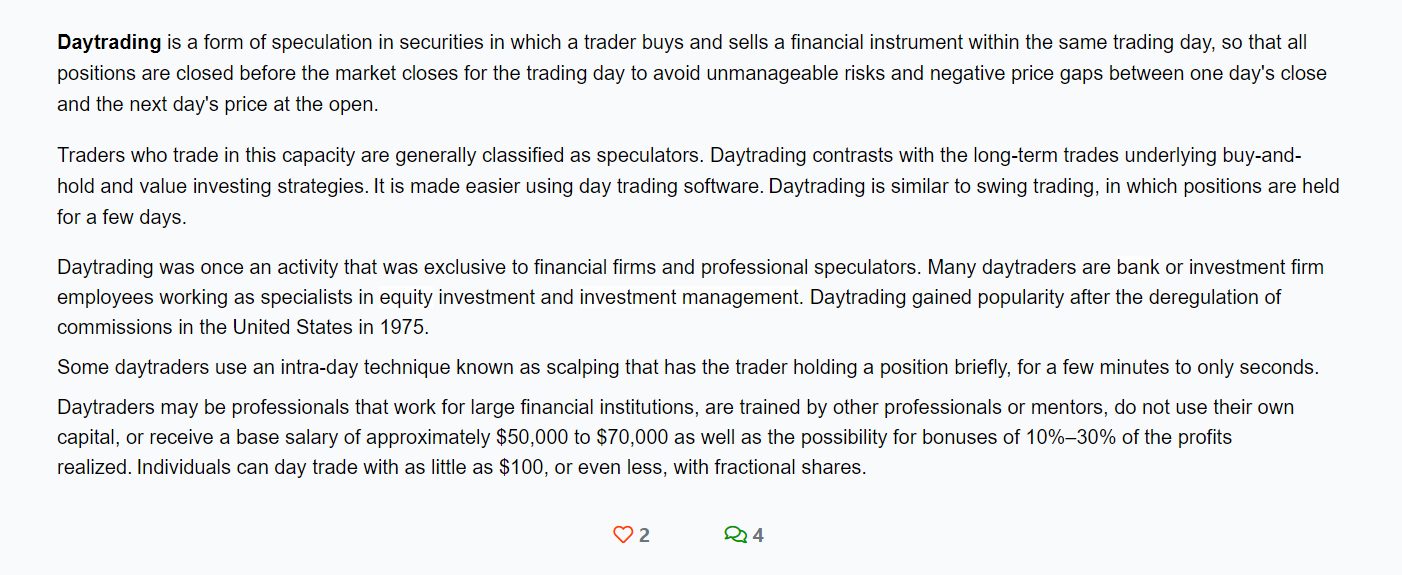 Daytrading is a form of speculation in securities in which a trader buys and sells a financial instrument within the same trading day, so that all
positions are closed before the market closes for the trading day to avoid unmanageable risks and negative price gaps between one day's close
and the next day's price at the open.
Traders who trade in this capacity are generally classified as speculators. Daytrading contrasts with the long-term trades underlying buy-and-
hold and value investing strategies. It is made easier using day trading software. Daytrading is similar to swing trading, in which positions are held
for a few days.
Daytrading was once an activity that was exclusive to financial firms and professional speculators. Many daytraders are bank or investment firm
employees working as specialists in equity investment and investment management. Daytrading gained popularity after the deregulation of
commissions in the United States in 1975.
Some daytraders use an intra-day technique known as scalping that has the trader holding a position briefly, for a few minutes to only seconds.
Daytraders may be professionals that work for large financial institutions, are trained by other professionals or mentors, do not use their own
capital, or receive a base salary of approximately $50,000 to $70,000 as well as the possibility for bonuses of 10%–30% of the profits
realized. Individuals can day trade with as little as $100, or even less, with fractional shares.
2 4